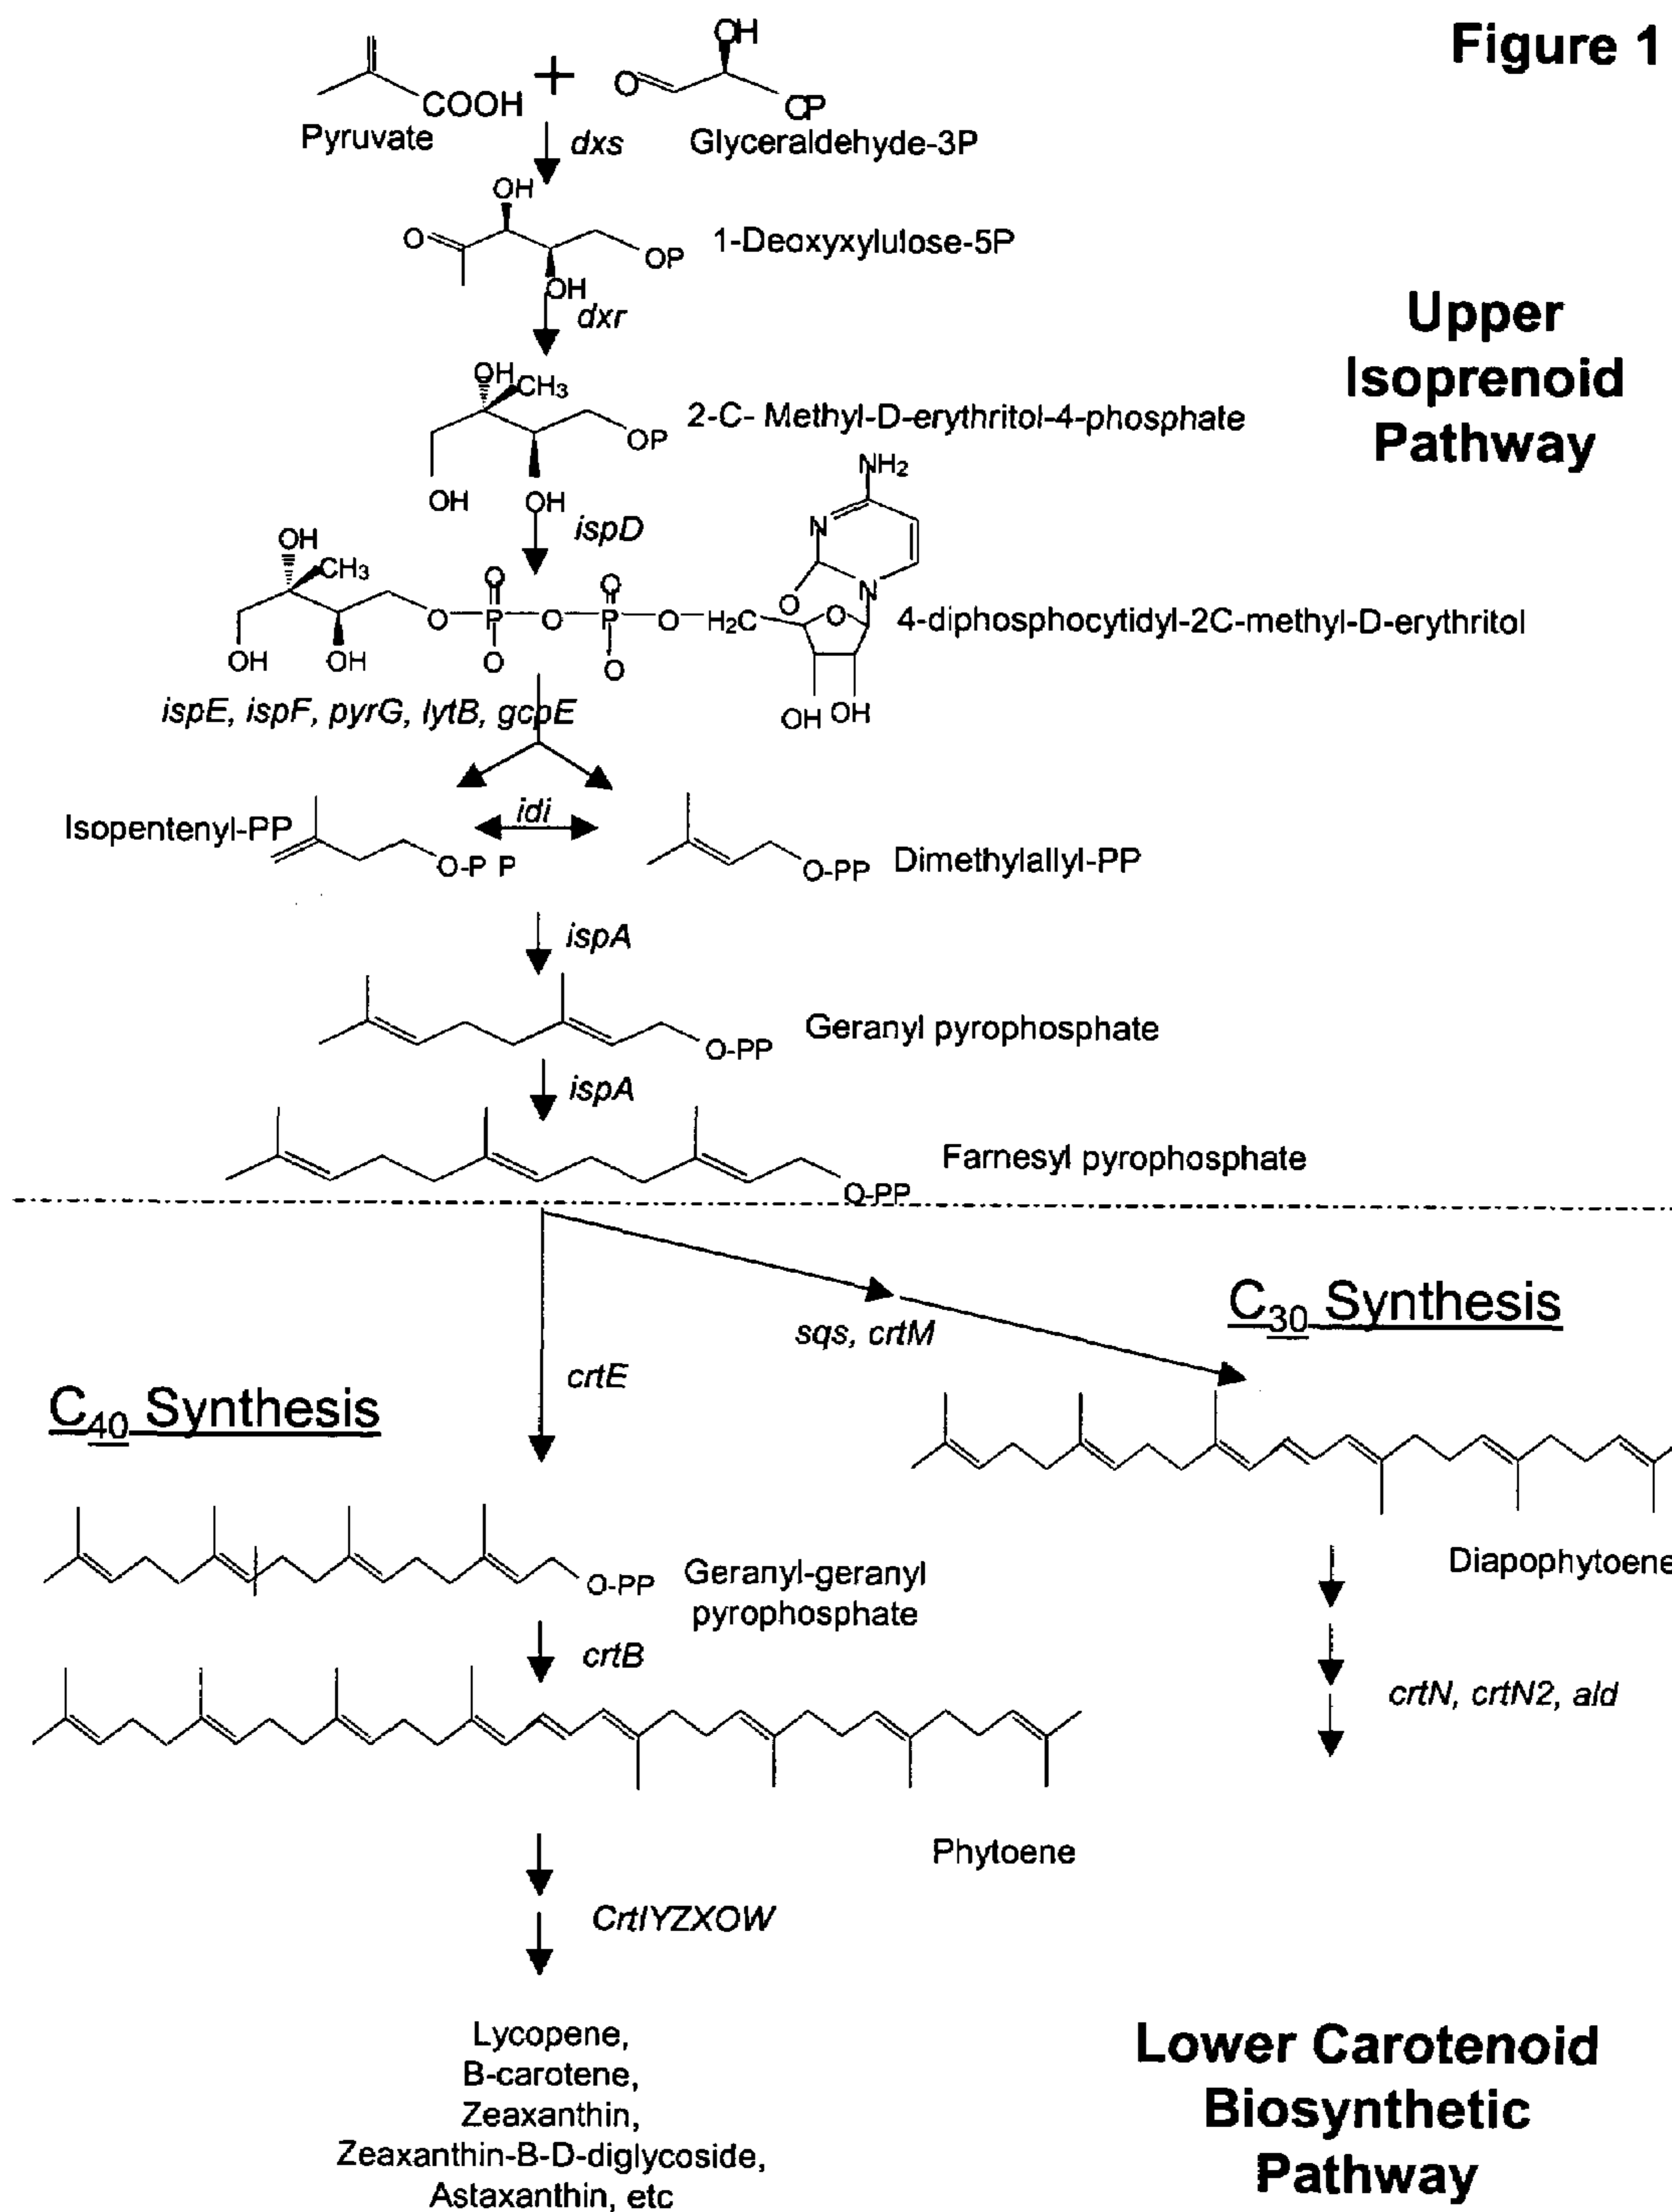 Figure 1
OH
COOH
+
O
OP
Pyruvate
dxs
Glyceraldehyde-3P
OH
O
1-Deoxyxylulose-5P
OP
OH
dxr
OH
CH3
2-C- Methyl-D-erythritol-4-phosphate
OP
OH
OH
ispD
Upper
Isoprenoid
Pathway
NH2
N
OH
CH3
O
O
N
O
O
P
O
P
O
H2C
O
4-diphosphocytidyl-2C-methyl-D-erythritol
OH
OH
O
O
OH
OH
ispE, ispF, pyrG, lytB, gcpE
Isopentenyl-PP
idi
O-P P
O-PP
Dimethylallyl-PP
ispA
O-PP
Geranyl pyrophosphate
ispA
Farnesyl pyrophosphate
O-PP
C30 Synthesis
sqs, crtM
crtE
C40 Synthesis
Diapophytoene
O-PP
Geranyl-geranyl
pyrophosphate
crtB
crtN, crtN2, ald
Phytoene
CrtIYZXOW
Lycopene,
B-carotene,
Zeaxanthin,
Zeaxanthin-B-D-diglycoside,
Astaxanthin, etc
Lower Carotenoid
Biosynthetic
Pathway